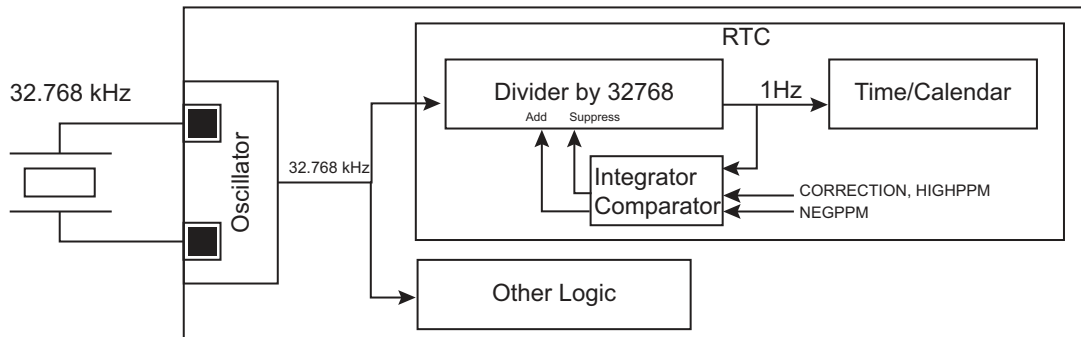 RTC
32.768 kHz
Divider by 32768
Add Suppress
1Hz
Time/Calendar
Oscillator
32.768 kHz
Integrator
Comparator
CORRECTION, HIGHPPM
NEGPPM
Other Logic